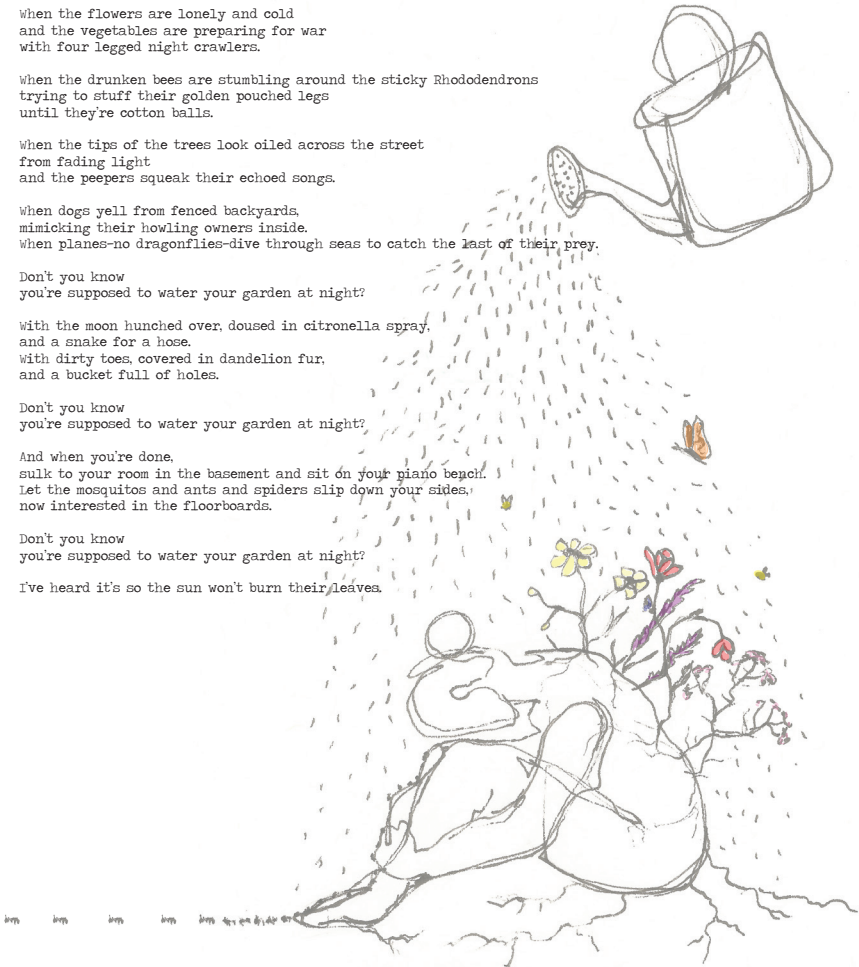 When the flowers are lonely and cold
and the vegetables are preparing for war
with four legged night crawlers.
When the drunken bees are stumbling around the sticky Rhododendrons
trying to stuff their golden pouched legs
until they're cotton balls.
When the tips of the trees look oiled across the street
from fading light
and the peepers squeak their echoed songs.
When dogs yell from fenced backyards,
mimicking their howling owners inside.
When planes-no dragonflies-dive through seas to catch the last of their prey.
Don't you know
you're supposed to water your garden at night?
With the moon hunched over, doused in citronella spray,
and a snake for a hose.
With dirty toes, covered in dandelion fur,
and a bucket full of holes.
Don't you know
you're supposed to water your garden at night?
And when you're done,
sulk to your room in the basement and sit on your piano bench.
Let the mosquitos and ants and spiders slip down your sides,
now interested in the floorboards.
Don't you know
you're supposed to water your garden at night?
I've heard it's so the sun won't burn their leaves.